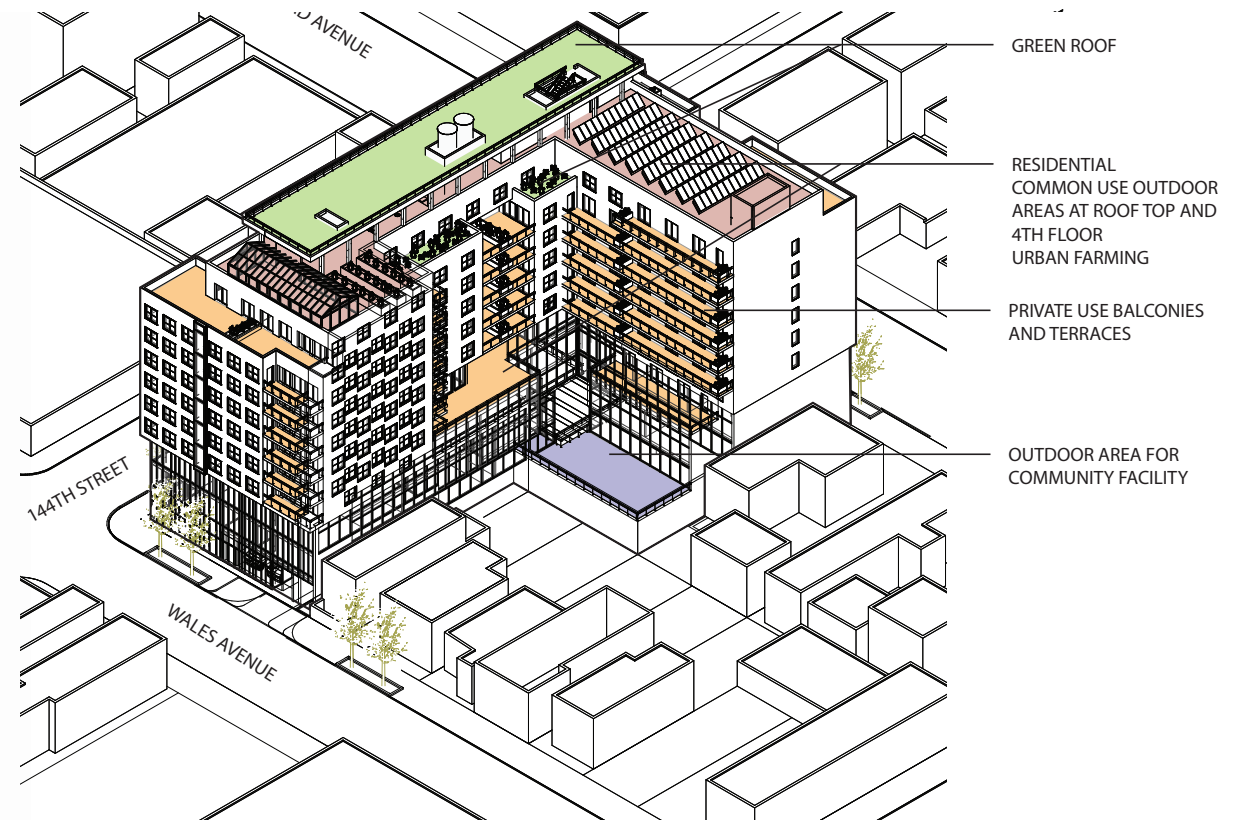 AVENUE
GREEN ROOF
RESIDENTIAL
COMMON USE OUTDOOR
AREAS AT ROOF TOP AND
4TH FLOOR
URBAN FARMING
PRIVATE USE BALCONIES
AND TERRACES
OUTDOOR AREA FOR
COMMUNITY FACILITY
144TH STREET
WALES AVENUE